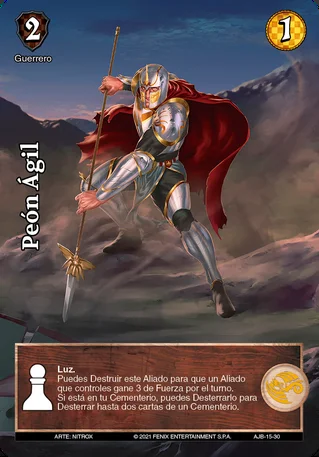 2
1
Guerrero
Peón Ágil
Luz.
Puedes Destruir este Aliado para que un Aliado
que controles gane 3 de Fuerza por el turno.
Si está en tu Cementerio, puedes Desterrarlo para
Desterrar hasta dos cartas de un Cementerio.
ARTE: NITROX
© 2021 FENIX ENTERTAINMENT S.P.A.
AJB-15-30